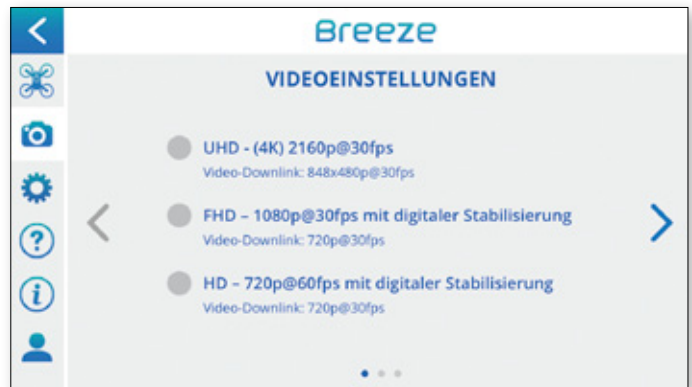 Breeze
VIDEOEINSTELLUNGEN
UHD - (4K) 2160p@30fps
Video-Downlink: 848x480p@30fps
FHD – 1080p@30fps mit digitaler Stabilisierung
Video-Downlink: 720p@30fps
HD – 720p@60fps mit digitaler Stabilisierung
Video-Downlink: 720p@30fps